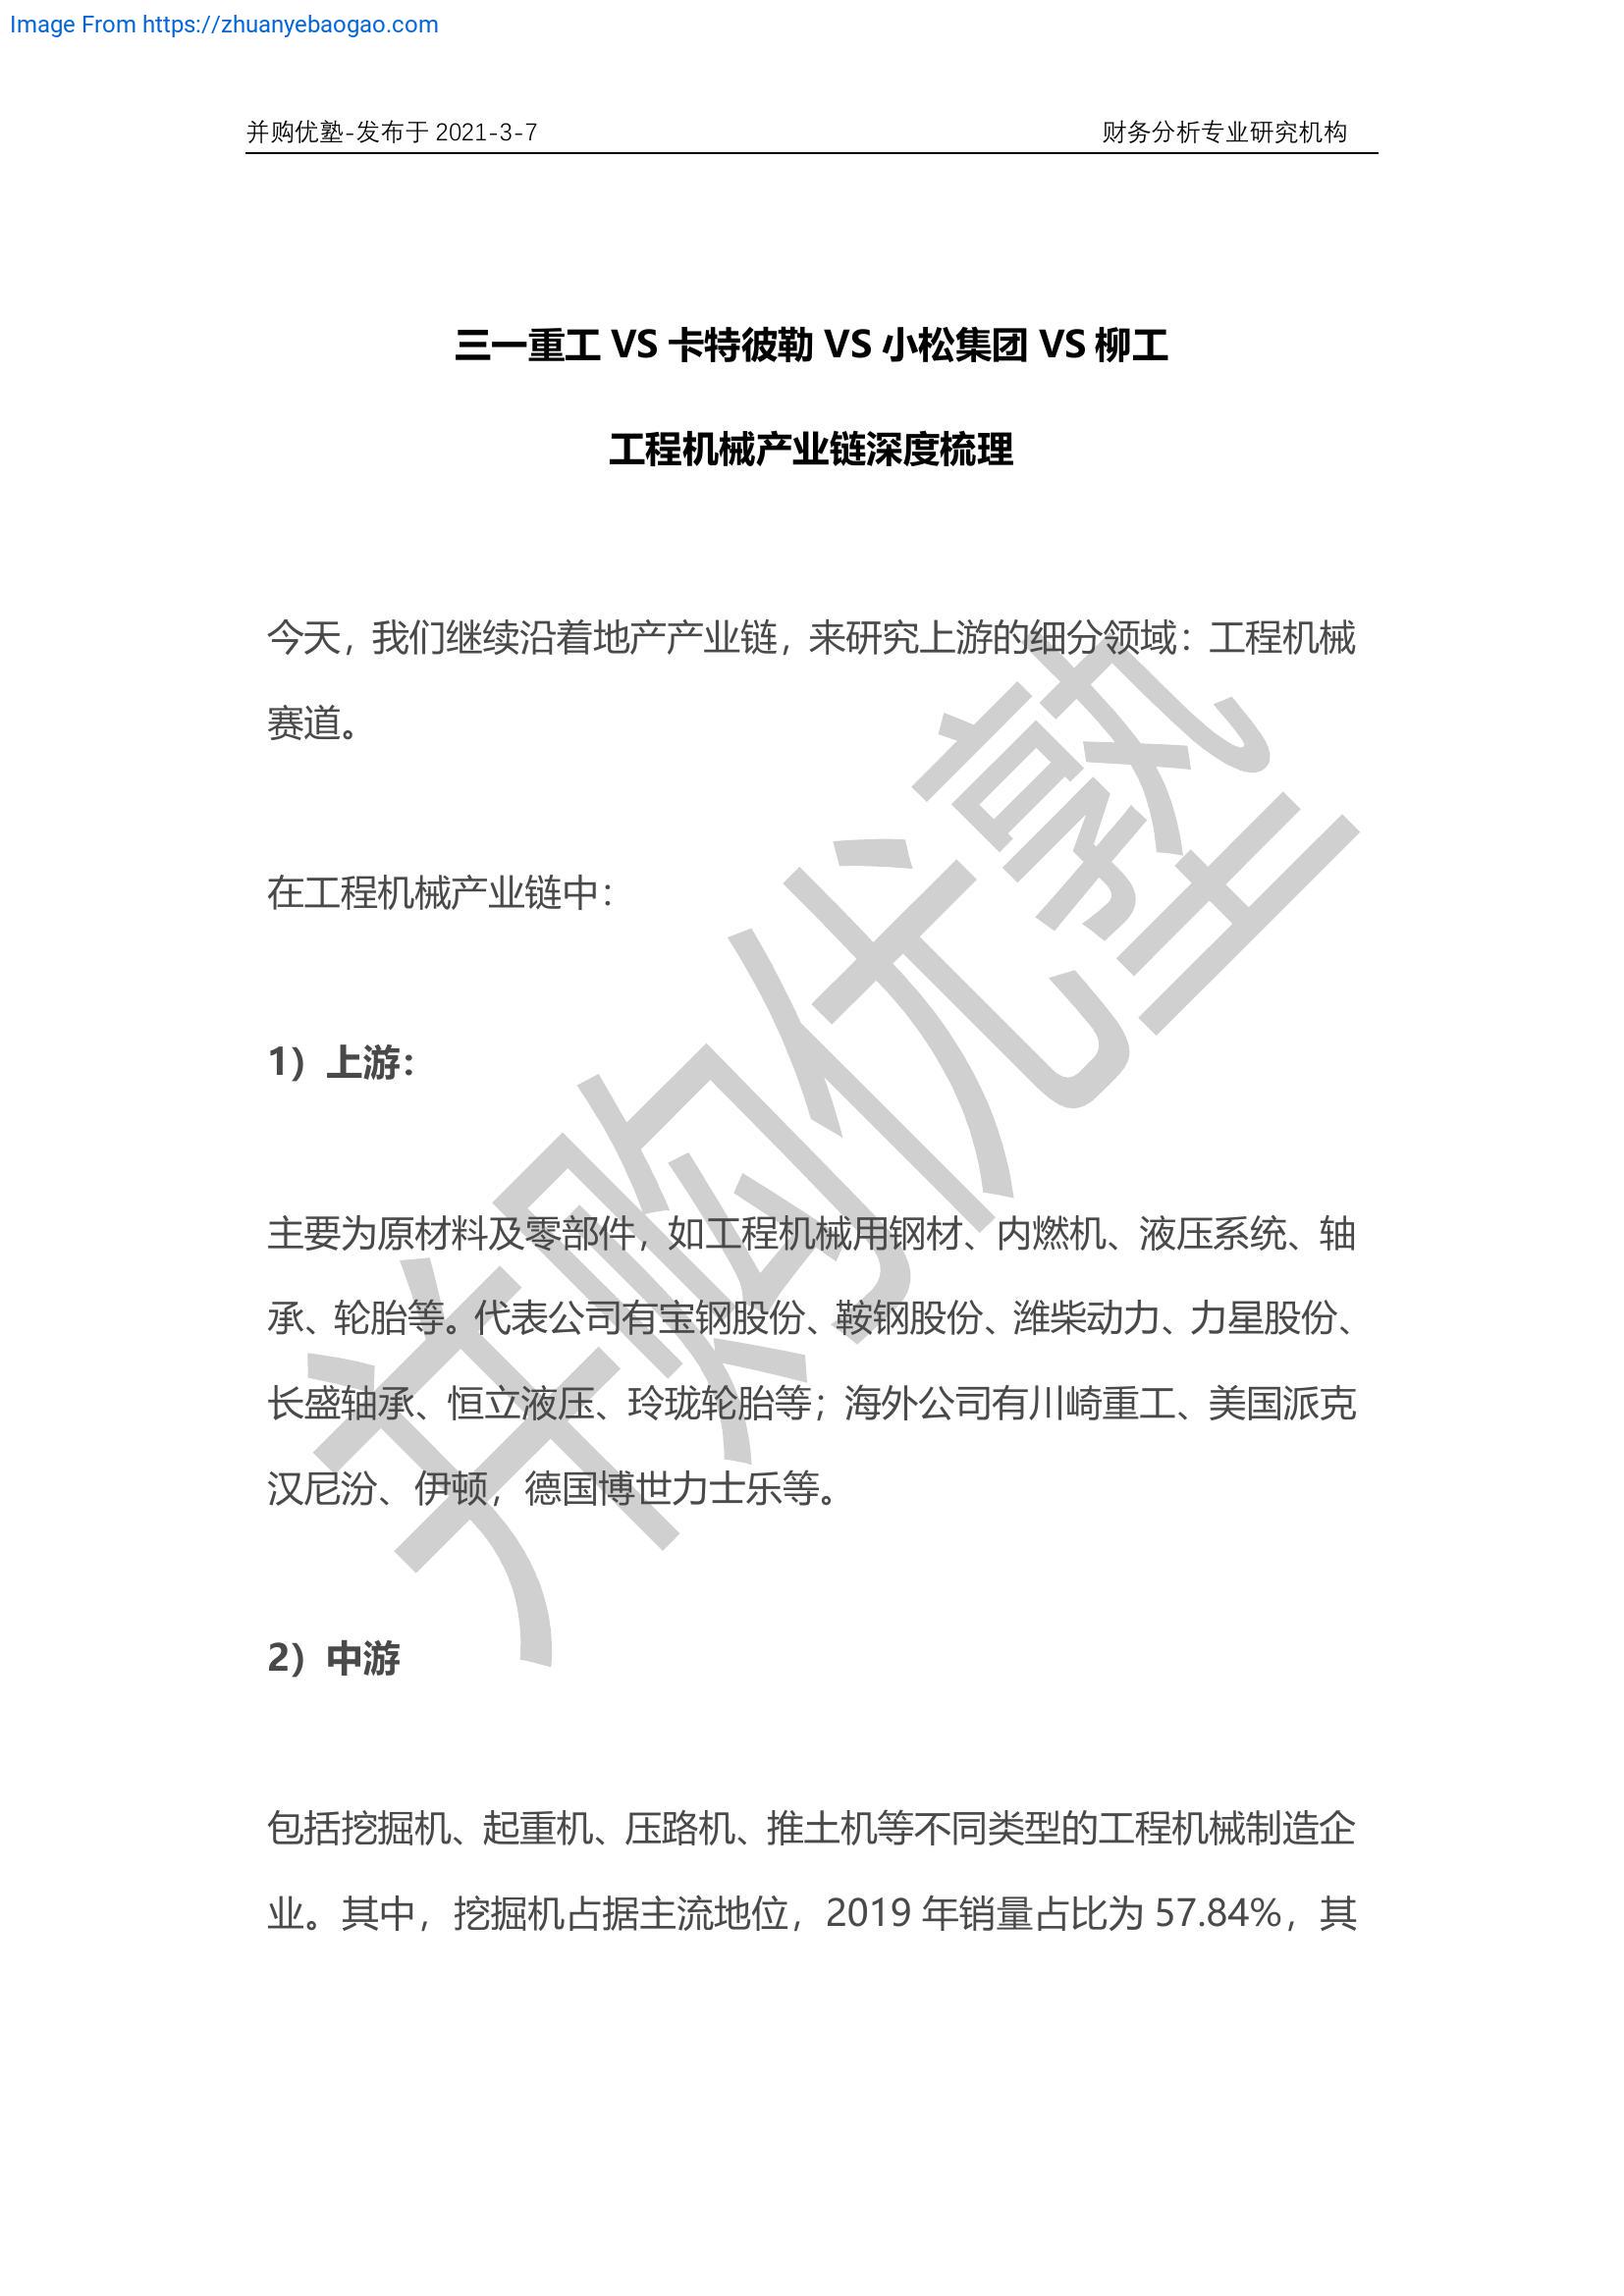 Image From https://zhuanyebaogao.com
并购优塾-发布于 2021-3-7 财务分析专业研究机构
三一重工 VS 卡特彼勒 VS 小松集团 VS 柳工
工程机械产业链深度梳理
今天，我们继续沿着地产产业链，来研究上游的细分领域：工程机械
赛道。
在工程机械产业链中：
1）上游：
主要为原材料及零部件，如工程机械用钢材、内燃机、液压系统、轴
承、轮胎等。代表公司有宝钢股份、鞍钢股份、潍柴动力、力星股份、
长盛轴承、恒立液压、玲珑轮胎等；海外公司有川崎重工、美国派克
汉尼汾、伊顿，德国博世力士乐等。
2）中游
包括挖掘机、起重机、压路机、推土机等不同类型的工程机械制造企
业。其中，挖掘机占据主流地位，2019 年销量占比为 57.84%，其
并购优塾